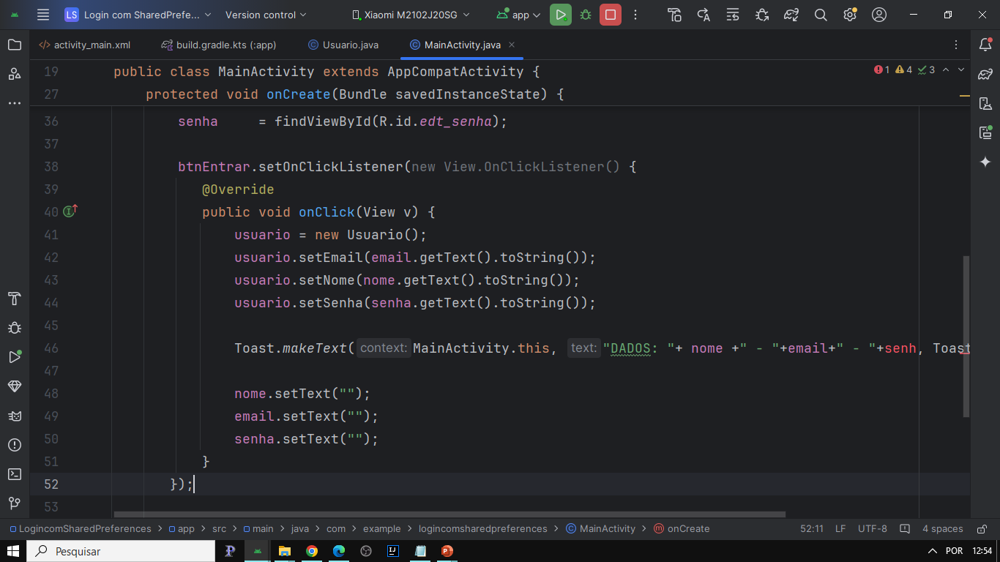 LS Login com SharedPrefe... Version control Xiaomi M2102J20SG app
activity_main.xml build.gradle.kts (:app) Usuario.java MainActivity.java
19 public class MainActivity extends AppCompatActivity { 1 4 3
27 protected void onCreate(Bundle savedInstanceState) {
36 senha = findViewById(R.id.edt_senha);
37
38 btnEntrar.setOnClickListener(new View.OnClickListener() {
39 @Override
40 public void onClick(View v) {
41 usuario = new Usuario();
42 usuario.setEmail(email.getText().toString());
43 usuario.setNome(nome.getText().toString());
44 usuario.setSenha(senha.getText().toString());
45
46 Toast.makeText( context: MainActivity.this, text: "DADOS: "+ nome +" - "+email+" - "+senh, Toast
47
48 nome.setText("");
49 email.setText("");
50 senha.setText("");
51 }
52 });
53
LogincomSharedPreferences > app > src > main > java > com > example > logincomsharedpreferences > MainActivity > onCreate 52:11 LF UTF-8 4 spaces
Pesquisar POR 12:54